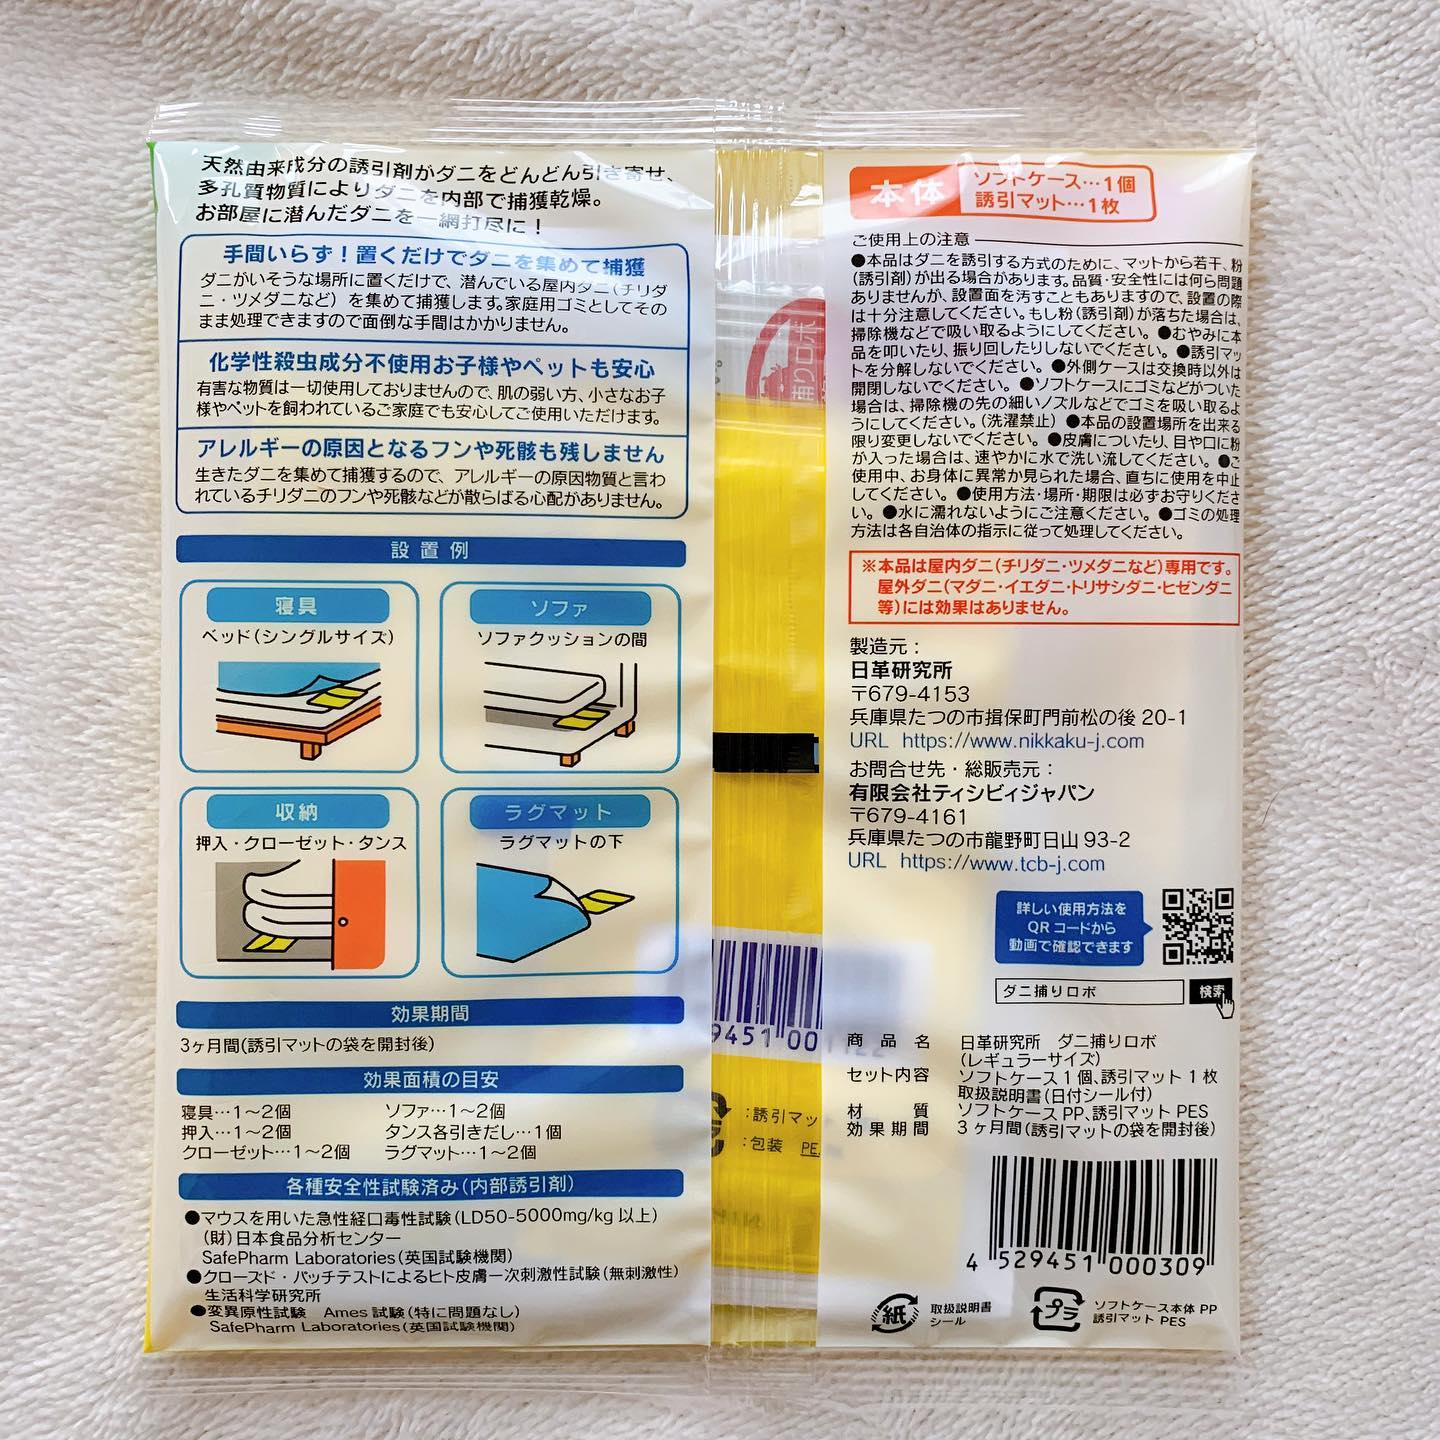 天然由来成分の誘引剤がダニをどんどん引き寄せ、
多孔質物質によりダニを内部で捕獲乾燥。
お部屋に潜んだダニを一網打尽に！
手間いらず！置くだけでダニを集めて捕獲
ダニがいそうな場所に置くだけで、潜んでいる屋内ダニ(チリダ
ニ・ツメダニなど) を集めて捕獲します。家庭用ゴミとしてその
まま処理できますので面倒な手間はかかりません。
化学性殺虫成分不使用お子様やペットも安心
有害な物質は一切使用しておりませんので、肌の弱い方、小さなお子
様やペットを飼われているご家庭でも安心してご使用いただけます。
アレルギーの原因となるフンや死骸も残しません
生きたダニを集めて捕獲するので、アレルギーの原因物質と言わ
れているチリダニのフンや死骸などが散らばる心配がありません。
設置例
寝具
ベッド(シングルサイズ)
ソファ
ソファクッションの間
収納
押入・クローゼット・タンス
ラグマット
ラグマットの下
効果期間
3ヶ月間(誘引マットの袋を開封後)
効果面積の目安
寝具…1〜2個 ソファ…1〜2個
押入…1〜2個 タンス各引きだし…1個
クローゼット…1〜2個 ラグマット…1〜2個
各種安全性試験済み(内部誘引剤)
●マウスを用いた急性経口毒性試験(LD50-5000mg/kg以上)
(財)日本食品分析センター
SafePharm Laboratories(英国試験機関)
●クローズド・パッチテストによるヒト皮膚一次刺激性試験(無刺激性)
生活科学研究所
●変異原性試験 Ames試験(特に問題なし)
SafePharm Laboratories(英国試験機関)
捕りロボ
9451 00
:誘引マッ
:包装 PE
本体 ソフトケース…1個
誘引マット…1枚
ご使用上の注意
●本品はダニを誘引する方式のために、マットから若干、粉
(誘引剤)が出る場合があります。品質・安全性には何ら問題
ありませんが、設置面を汚すこともありますので、設置の際
は十分注意してください。もし粉(誘引剤)が落ちた場合は、
掃除機などで吸い取るようにしてください。●むやみに本
品を叩いたり、振り回したりしないでください。●誘引マッ
トを分解しないでください。●外側ケースは交換時以外は
開閉しないでください。●ソフトケースにゴミなどがついた
場合は、掃除機の先の細いノズルなどでゴミを吸い取るよ
うにしてください。(洗濯禁止) ●本品の設置場所を出来る
限り変更しないでください。●皮膚についたり、目や口に粉
が入った場合は、速やかに水で洗い流してください。●ご
使用中、お身体に異常か見られた場合、直ちに使用を中止
してください。●使用方法・場所・期限は必ずお守りくださ
い。●水に濡れないようにご注意ください。●ゴミの処理
方法は各自治体の指示に従って処理してください。
※本品は屋内ダニ(チリダニ・ツメダニなど)専用です。
屋外ダニ(マダニ・イエダニ・トリサシダニ・ヒゼンダニ
等)には効果はありません。
製造元：
日革研究所
〒679-4153
兵庫県たつの市揖保町門前松の後20-1
URL https://www.nikkaku-j.com
お問合せ先・総販売元：
有限会社ティシビィジャパン
〒679-4161
兵庫県たつの市龍野町日山93-2
URL https://www.tcb-j.com
詳しい使用方法を
QRコードから
動画で確認できます
ダニ捕りロボ 検索
商品名 日革研究所 ダニ捕りロボ
(レギュラーサイズ)
セット内容 ソフトケース1個、誘引マット1枚
取扱説明書(日付シール付)
材質 ソフトケースPP、誘引マットPES
効果期間 3ヶ月間(誘引マットの袋を開封後)
4 529451 000309
紙 取扱説明書
シール
プラ ソフトケース本体 PP
誘引マット PES